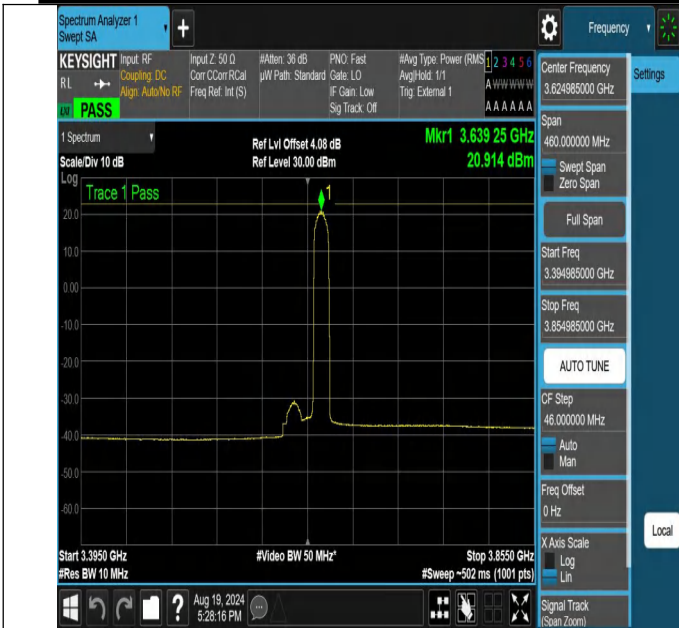 Spectrum Analyzer 1
Swept SA
+
Frequency
KEYSIGHT
RL
PASS
Input: RF
Coupling: DC
Align: Auto/No RF
Input Z: 50 Ω
Corr CCorr RCal
Freq Ref: Int (S)
#Atten: 36 dB
µW Path: Standard
PNO: Fast
Gate: LO
IF Gain: Low
Sig Track: Off
#Avg Type: Power (RMS
Avg|Hold: 1/1
Trig: External 1
1 2 3 4 5 6
A W W W W W
A A A A A A
1 Spectrum
Scale/Div 10 dB
Log
Ref Lvl Offset 4.08 dB
Ref Level 30.00 dBm
Mkr1 3.639 25 GHz
20.914 dBm
Trace 1 Pass
1
20.0
10.0
0.00
-10.0
-20.0
-30.0
-40.0
-50.0
-60.0
Start 3.3950 GHz
#Res BW 10 MHz
#Video BW 50 MHz*
Stop 3.8550 GHz
#Sweep ~502 ms (1001 pts)
?
Aug 19, 2024
5:28:16 PM
Center Frequency
3.624985000 GHz
Span
460.000000 MHz
Swept Span
Zero Span
Full Span
Start Freq
3.394985000 GHz
Stop Freq
3.854985000 GHz
AUTO TUNE
CF Step
46.000000 MHz
Auto
Man
Freq Offset
0 Hz
X Axis Scale
Log
Lin
Signal Track
(Span Zoom)
Settings
Local